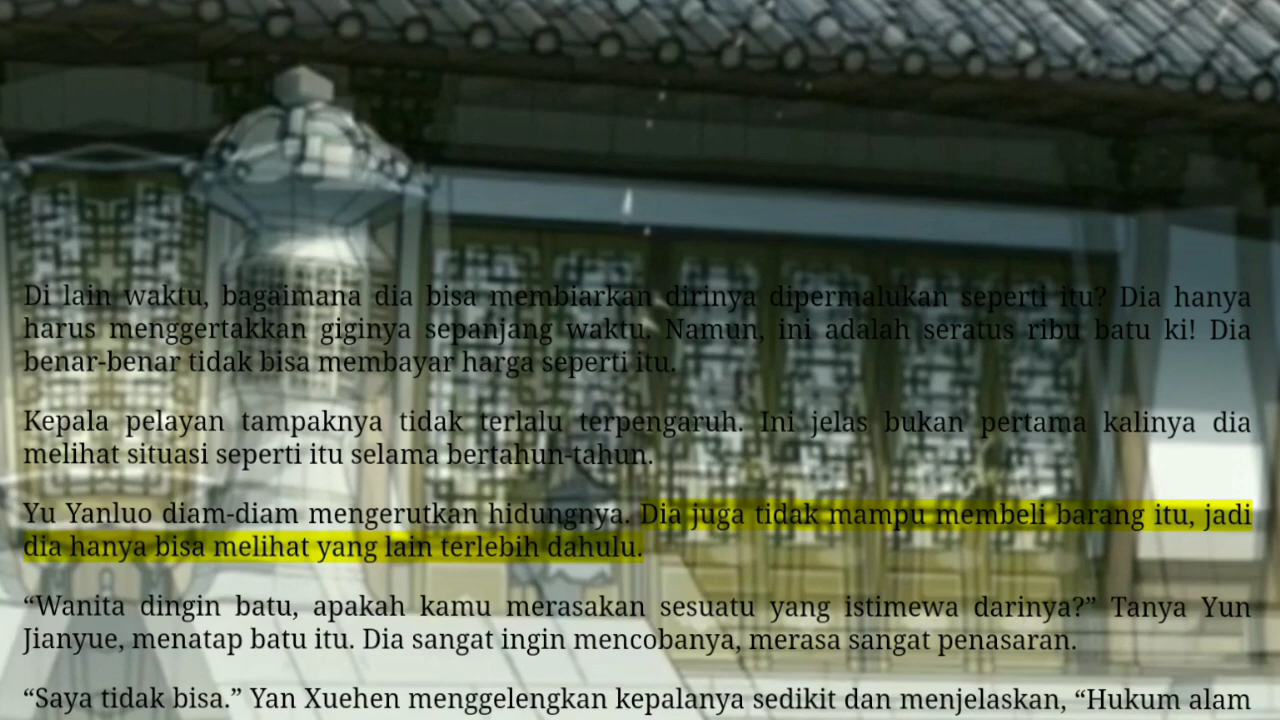 Di lain waktu, bagaimana dia bisa membiarkan dirinya dipermalukan seperti itu? Dia hanya
harus menggertakkan giginya sepanjang waktu. Namun, ini adalah seratus ribu batu ki! Dia
benar-benar tidak bisa membayar harga seperti itu.
Kepala pelayan tampaknya tidak terlalu terpengaruh. Ini jelas bukan pertama kalinya dia
melihat situasi seperti itu selama bertahun-tahun.
Yu Yanluo diam-diam mengerutkan hidungnya. Dia juga tidak mampu membeli barang itu, jadi
dia hanya bisa melihat yang lain terlebih dahulu.
“Wanita dingin batu, apakah kamu merasakan sesuatu yang istimewa darinya?” Tanya Yun
Jianyue, menatap batu itu. Dia sangat ingin mencobanya, merasa sangat penasaran.
“Saya tidak bisa.” Yan Xuehen menggelengkan kepalanya sedikit dan menjelaskan, “Hukum alam